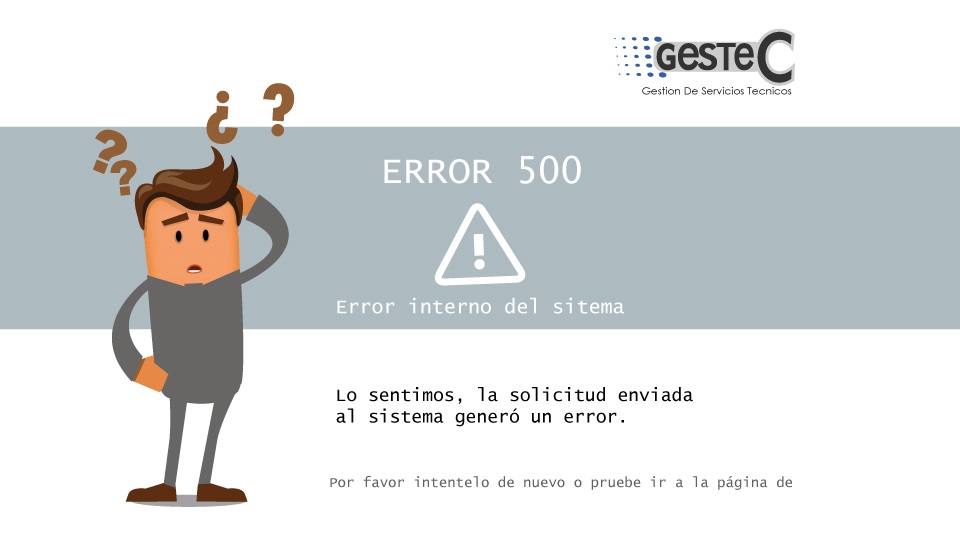 GESTEC
Gestion De Servicios Tecnicos
¿ ?
? ?
ERROR 500
!
Error interno del sitema
Lo sentimos, la solicitud enviada
al sistema generó un error.
Por favor intentelo de nuevo o pruebe ir a la página de